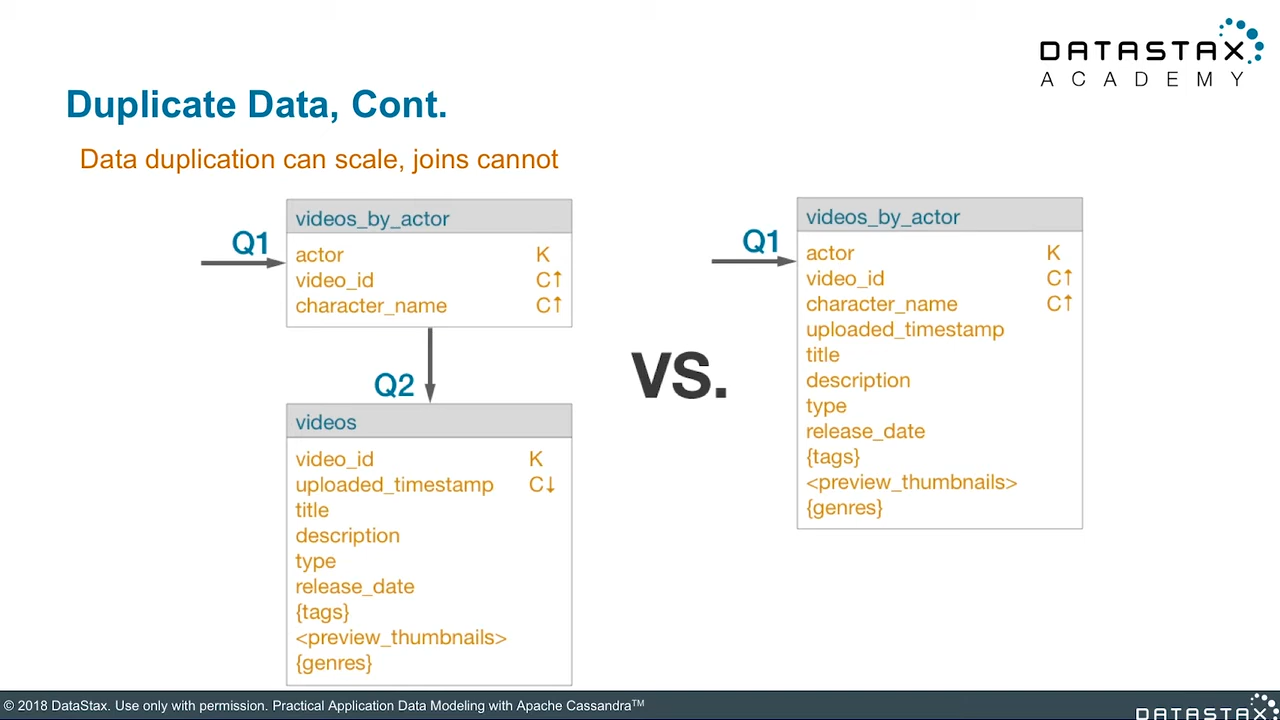 DATASTAX
ACADEMY
Duplicate Data, Cont.
Data duplication can scale, joins cannot
Q1
videos_by_actor
actor K
video_id C↑
character_name C↑
Q2
videos
video_id K
uploaded_timestamp C↓
title
description
type
release_date
{tags}
<preview_thumbnails>
{genres}
VS.
Q1
videos_by_actor
actor K
video_id C↑
character_name C↑
uploaded_timestamp
title
description
type
release_date
{tags}
<preview_thumbnails>
{genres}
© 2018 DataStax. Use only with permission. Practical Application Data Modeling with Apache Cassandra™
DATASTAX